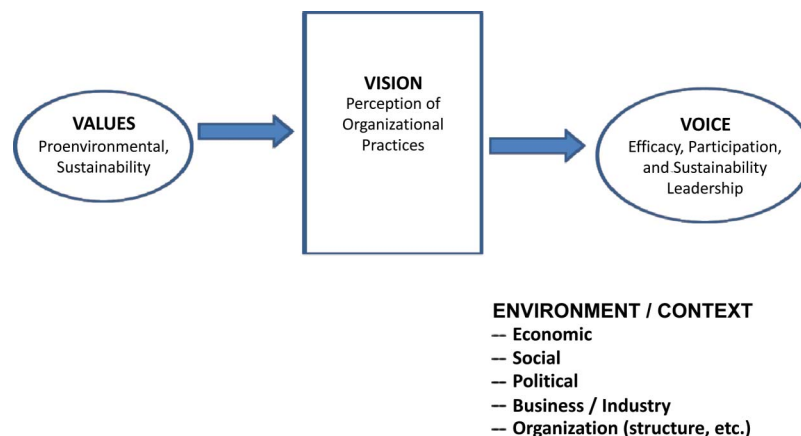 VALUES
Proenvironmental,
Sustainability
VISION
Perception of
Organizational
Practices
VOICE
Efficacy, Participation,
and Sustainability
Leadership
ENVIRONMENT / CONTEXT
-- Economic
-- Social
-- Political
-- Business / Industry
-- Organization (structure, etc.)